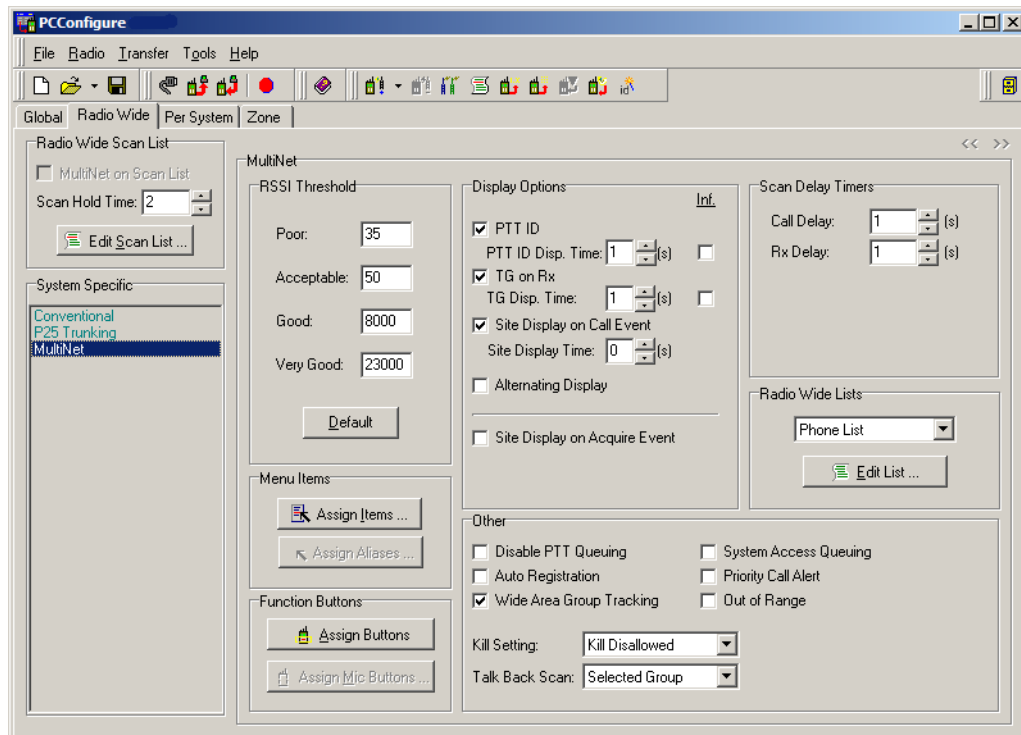 PCConfigure
File Radio Transfer Tools Help
Global Radio Wide Per System Zone
Radio Wide Scan List
MultiNet on Scan List
Scan Hold Time: 2
Edit Scan List ...
System Specific
Conventional
P25 Trunking
MultiNet
<< >>
MultiNet
RSSI Threshold
Poor: 35
Acceptable: 50
Good: 8000
Very Good: 23000
Default
Menu Items
Assign Items ...
Assign Aliases ...
Function Buttons
Assign Buttons
Assign Mic Buttons ...
Display Options
Inf.
PTT ID
PTT ID Disp. Time: 1 (s)
TG on Rx
TG Disp. Time: 1 (s)
Site Display on Call Event
Site Display Time: 0 (s)
Alternating Display
Site Display on Acquire Event
Scan Delay Timers
Call Delay: 1 (s)
Rx Delay: 1 (s)
Radio Wide Lists
Phone List
Edit List ...
Other
Disable PTT Queuing System Access Queuing
Auto Registration Priority Call Alert
Wide Area Group Tracking Out of Range
Kill Setting: Kill Disallowed
Talk Back Scan: Selected Group